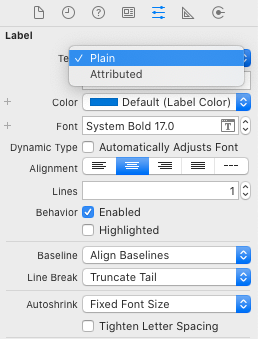 Label
Te
Plain
Attributed
Color Default (Label Color)
Font System Bold 17.0
Dynamic Type Automatically Adjusts Font
Alignment
Lines 1
Behavior Enabled
Highlighted
Baseline Align Baselines
Line Break Truncate Tail
Autoshrink Fixed Font Size
Tighten Letter Spacing